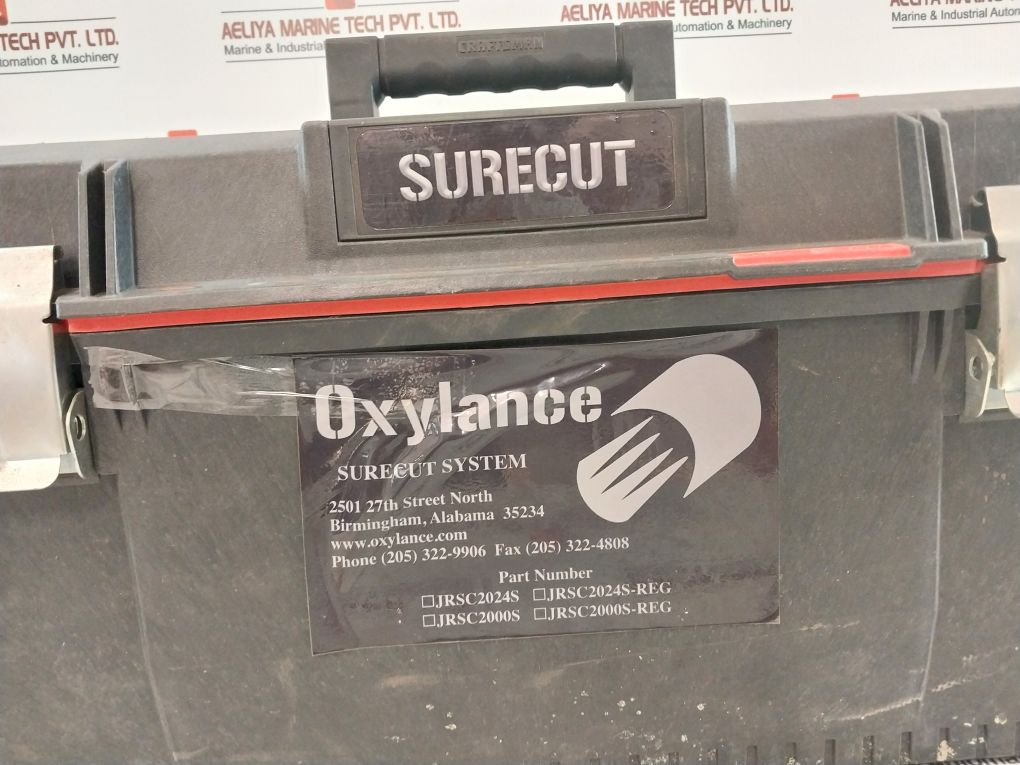 TECH PVT. LTD.
utomation & Machinery
AELIYA MARINE TECH PVT. LTD.
Marine & Industrial
AELIYA MARINE TECH PVT. LTD.
Automation & Machinery
AELIYA MARINE
Marine & Industrial Autom
CRAFTSMAN
SURECUT
Oxylance
SURECUT SYSTEM
2501 27th Street North
Birmingham, Alabama 35234
www.oxylance.com
Phone (205) 322-9906 Fax (205) 322-4808
Part Number
☐JRSC2024S ☐JRSC2024S-REG
☐JRSC2000S ☐JRSC2000S-REG